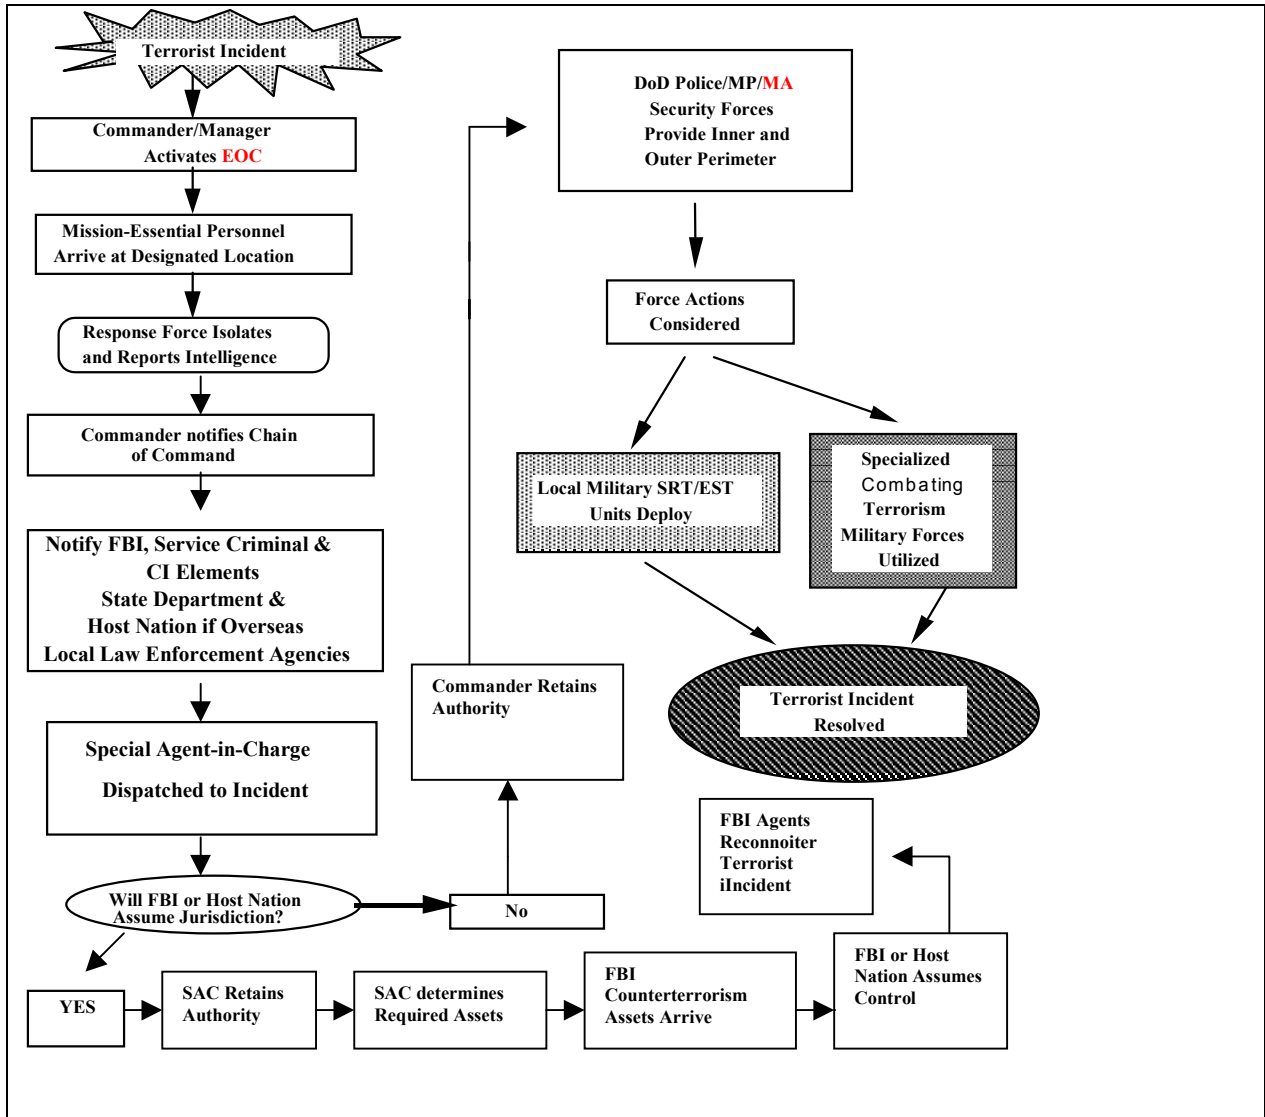 Terrorist Incident
Commander/Manager
Activates EOC
Mission-Essential Personnel
Arrive at Designated Location
Response Force Isolates
and Reports Intelligence
Commander notifies Chain
of Command
Notify FBI, Service Criminal &
CI Elements
State Department &
Host Nation if Overseas
Local Law Enforcement Agencies
Special Agent-in-Charge
Dispatched to Incident
Will FBI or Host Nation
Assume Jurisdiction?
No
Commander Retains
Authority
DoD Police/MP/MA
Security Forces
Provide Inner and
Outer Perimeter
Force Actions
Considered
Local Military SRT/EST
Units Deploy
Specialized
Combating
Terrorism
Military Forces
Utilized
Terrorist Incident
Resolved
YES
SAC Retains
Authority
SAC determines
Required Assets
FBI
Counterterrorism
Assets Arrive
FBI or Host
Nation Assumes
Control
FBI Agents
Reconnoiter
Terrorist
iIncident